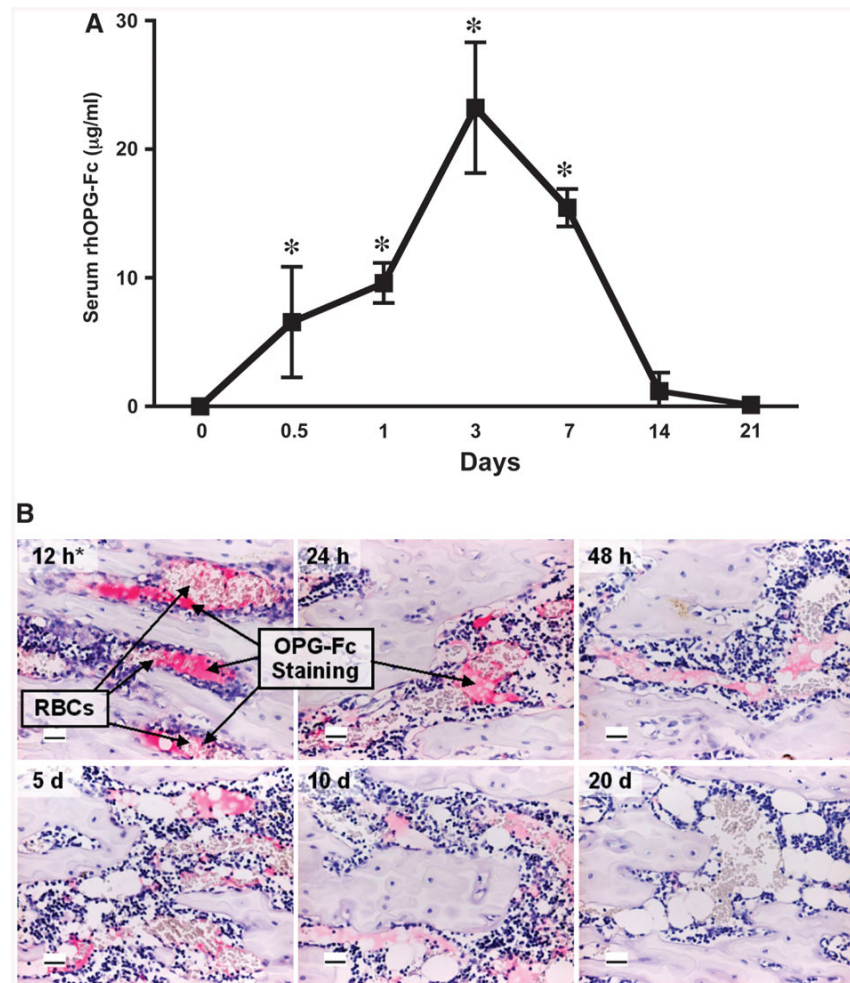 A
30
20
10
0
Serum rhOPG-Fc (µg/ml)
*
*
*
*
0 0.5 1 3 7 14 21
Days
B
12 h* 24 h 48 h
OPG-Fc
Staining
RBCs
5 d 10 d 20 d